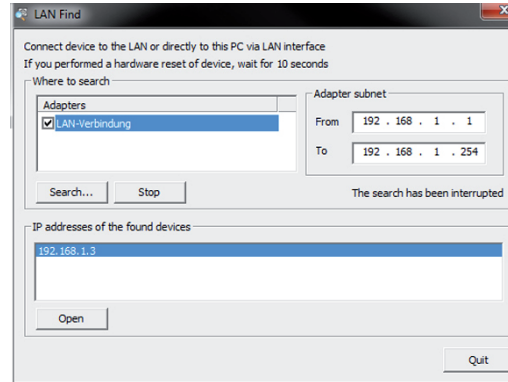 LAN Find
Connect device to the LAN or directly to this PC via LAN interface
If you performed a hardware reset of device, wait for 10 seconds
Where to search
Adapters
LAN-Verbindung
Adapter subnet
From 192 . 168 . 1 . 1
To 192 . 168 . 1 . 254
Search... Stop The search has been interrupted
IP addresses of the found devices
192.168.1.3
Open
Quit